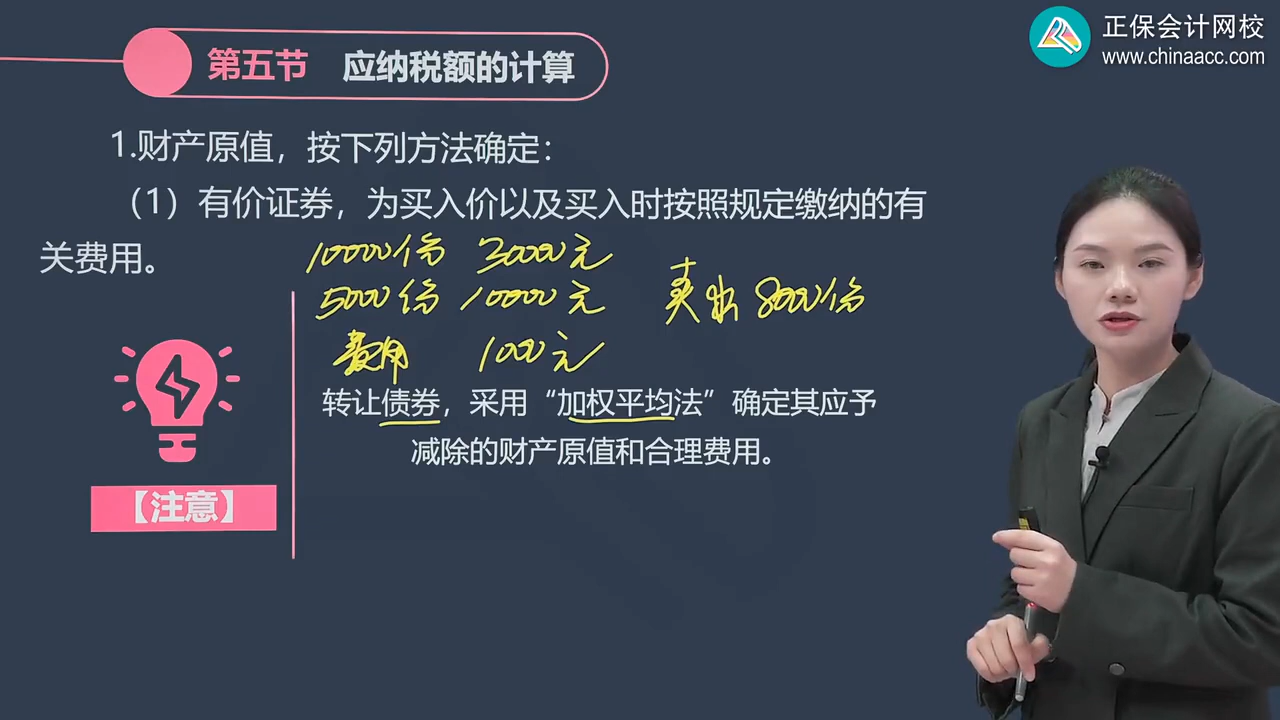 正保会计网校
www.chinaacc.com
第五节 应纳税额的计算
1.财产原值，按下列方法确定：
（1）有价证券，为买入价以及买入时按照规定缴纳的有
关费用。
10000份 30000元
5000份 10000元 卖出8000份
费用 1000元
转让债券，采用“加权平均法”确定其应予
减除的财产原值和合理费用。
【注意】